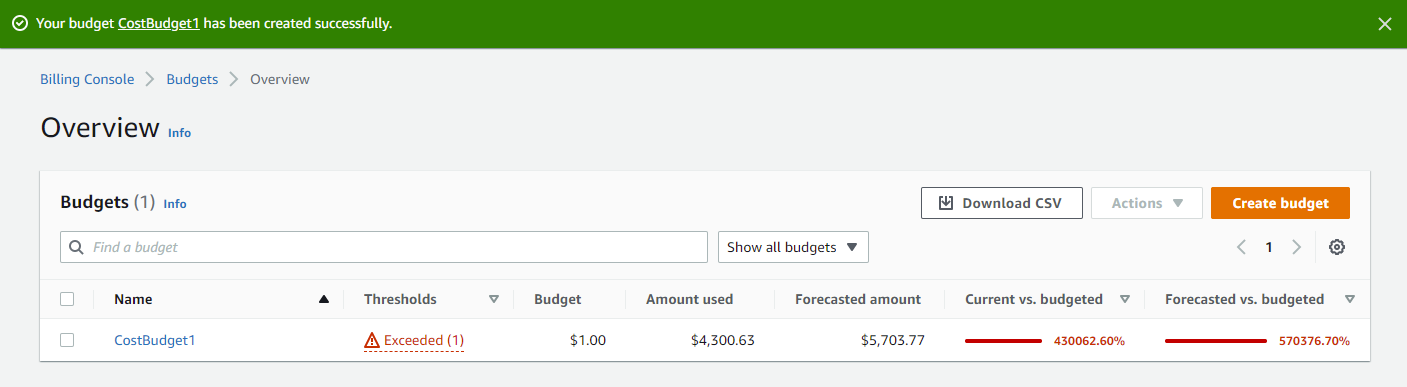 Your budget CostBudget1 has been created successfully.
Billing Console Budgets Overview
Overview Info
Budgets (1) Info Download CSV Actions Create budget
Find a budget Show all budgets 1
Name Thresholds Budget Amount used Forecasted amount Current vs. budgeted Forecasted vs. budgeted
CostBudget1 Exceeded (1) $1.00 $4,300.63 $5,703.77 430062.60% 570376.70%